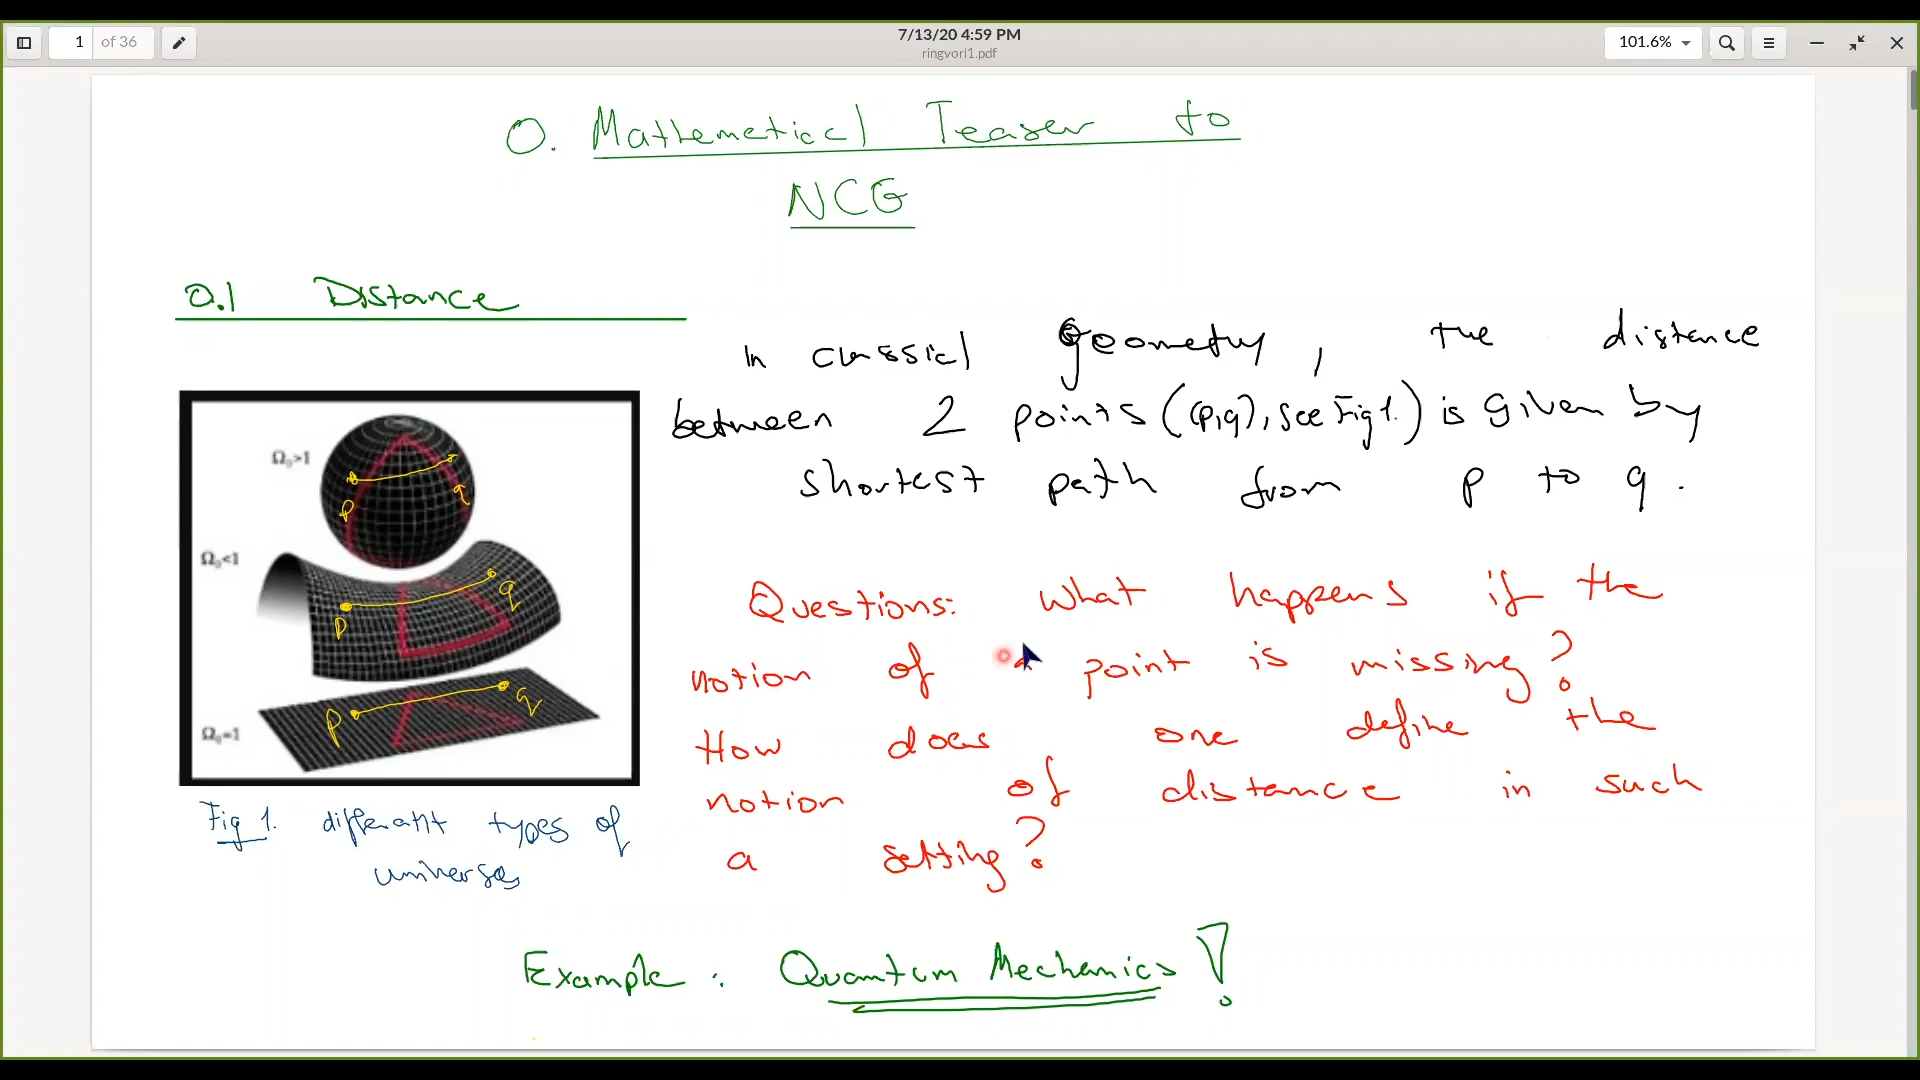 1 of 36
7/13/20 4:59 PM
ringvorl1.pdf
101.6%
0. Mathematical Teaser to
NCG
0.1 Distance
In classical geometry, the distance
between 2 points ((p,q), see Fig 1.) is given by
shortest path from p to q.
Ω₀>1
p
q
Ω₀<1
p
q
Ω₀=1
p
q
Fig 1. different types of
universes
Questions: What happens if the
notion of a point is missing?
How does one define the
notion of distance in such
a setting?
Example: Quantum Mechanics!